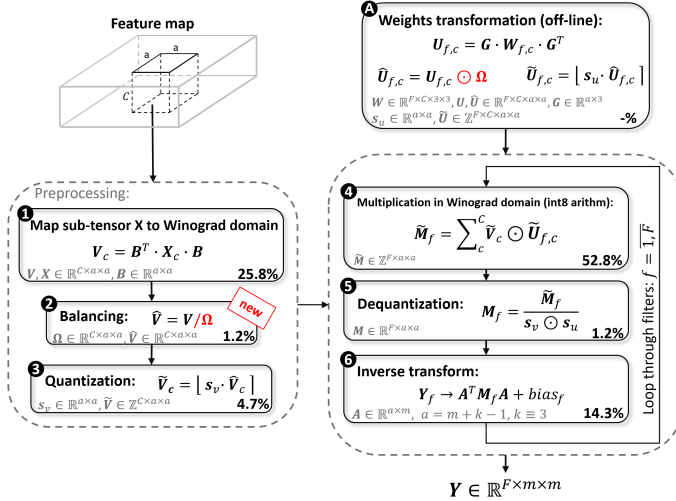 Feature map
a
a
C
Preprocessing:
1
Map sub-tensor X to Winograd domain
V_c = B^T · X_c · B
V, X ∈ ℝ^{C×a×a}, B ∈ ℝ^{a×a}
25.8%
2
new
Balancing: V̂ = V/Ω
Ω ∈ ℝ^{C×a×a}, V̂ ∈ ℝ^{C×a×a}
1.2%
3
Quantization: Ṽ_c = ⌊ s_v · V̂_c ⌉
s_v ∈ ℝ^{a×a}, Ṽ ∈ ℤ^{C×a×a}
4.7%
A
Weights transformation (off-line):
U_{f,c} = G · W_{f,c} · G^T
Û_{f,c} = U_{f,c} ⊙ Ω Ũ_{f,c} = ⌊ s_u · Û_{f,c} ⌉
W ∈ ℝ^{F×C×3×3}, U, Û ∈ ℝ^{F×C×a×a}, G ∈ ℝ^{a×3}
s_u ∈ ℝ^{a×a}, Ũ ∈ ℤ^{F×C×a×a}
-%
4
Multiplication in Winograd domain (int8 arithm):
M̃_f = ∑_c^C Ṽ_c ⊙ Ũ_{f,c}
M̃ ∈ ℤ^{F×a×a}
52.8%
5
Dequantization: M_f = M̃_f / (s_v ⊙ s_u)
M ∈ ℝ^{F×a×a}
1.2%
6
Inverse transform:
Y_f → A^T M_f A + bias_f
A ∈ ℝ^{a×m}, a = m + k − 1, k ≡ 3
14.3%
Loop through filters: f = \overline{1, F}
Y ∈ ℝ^{F×m×m}